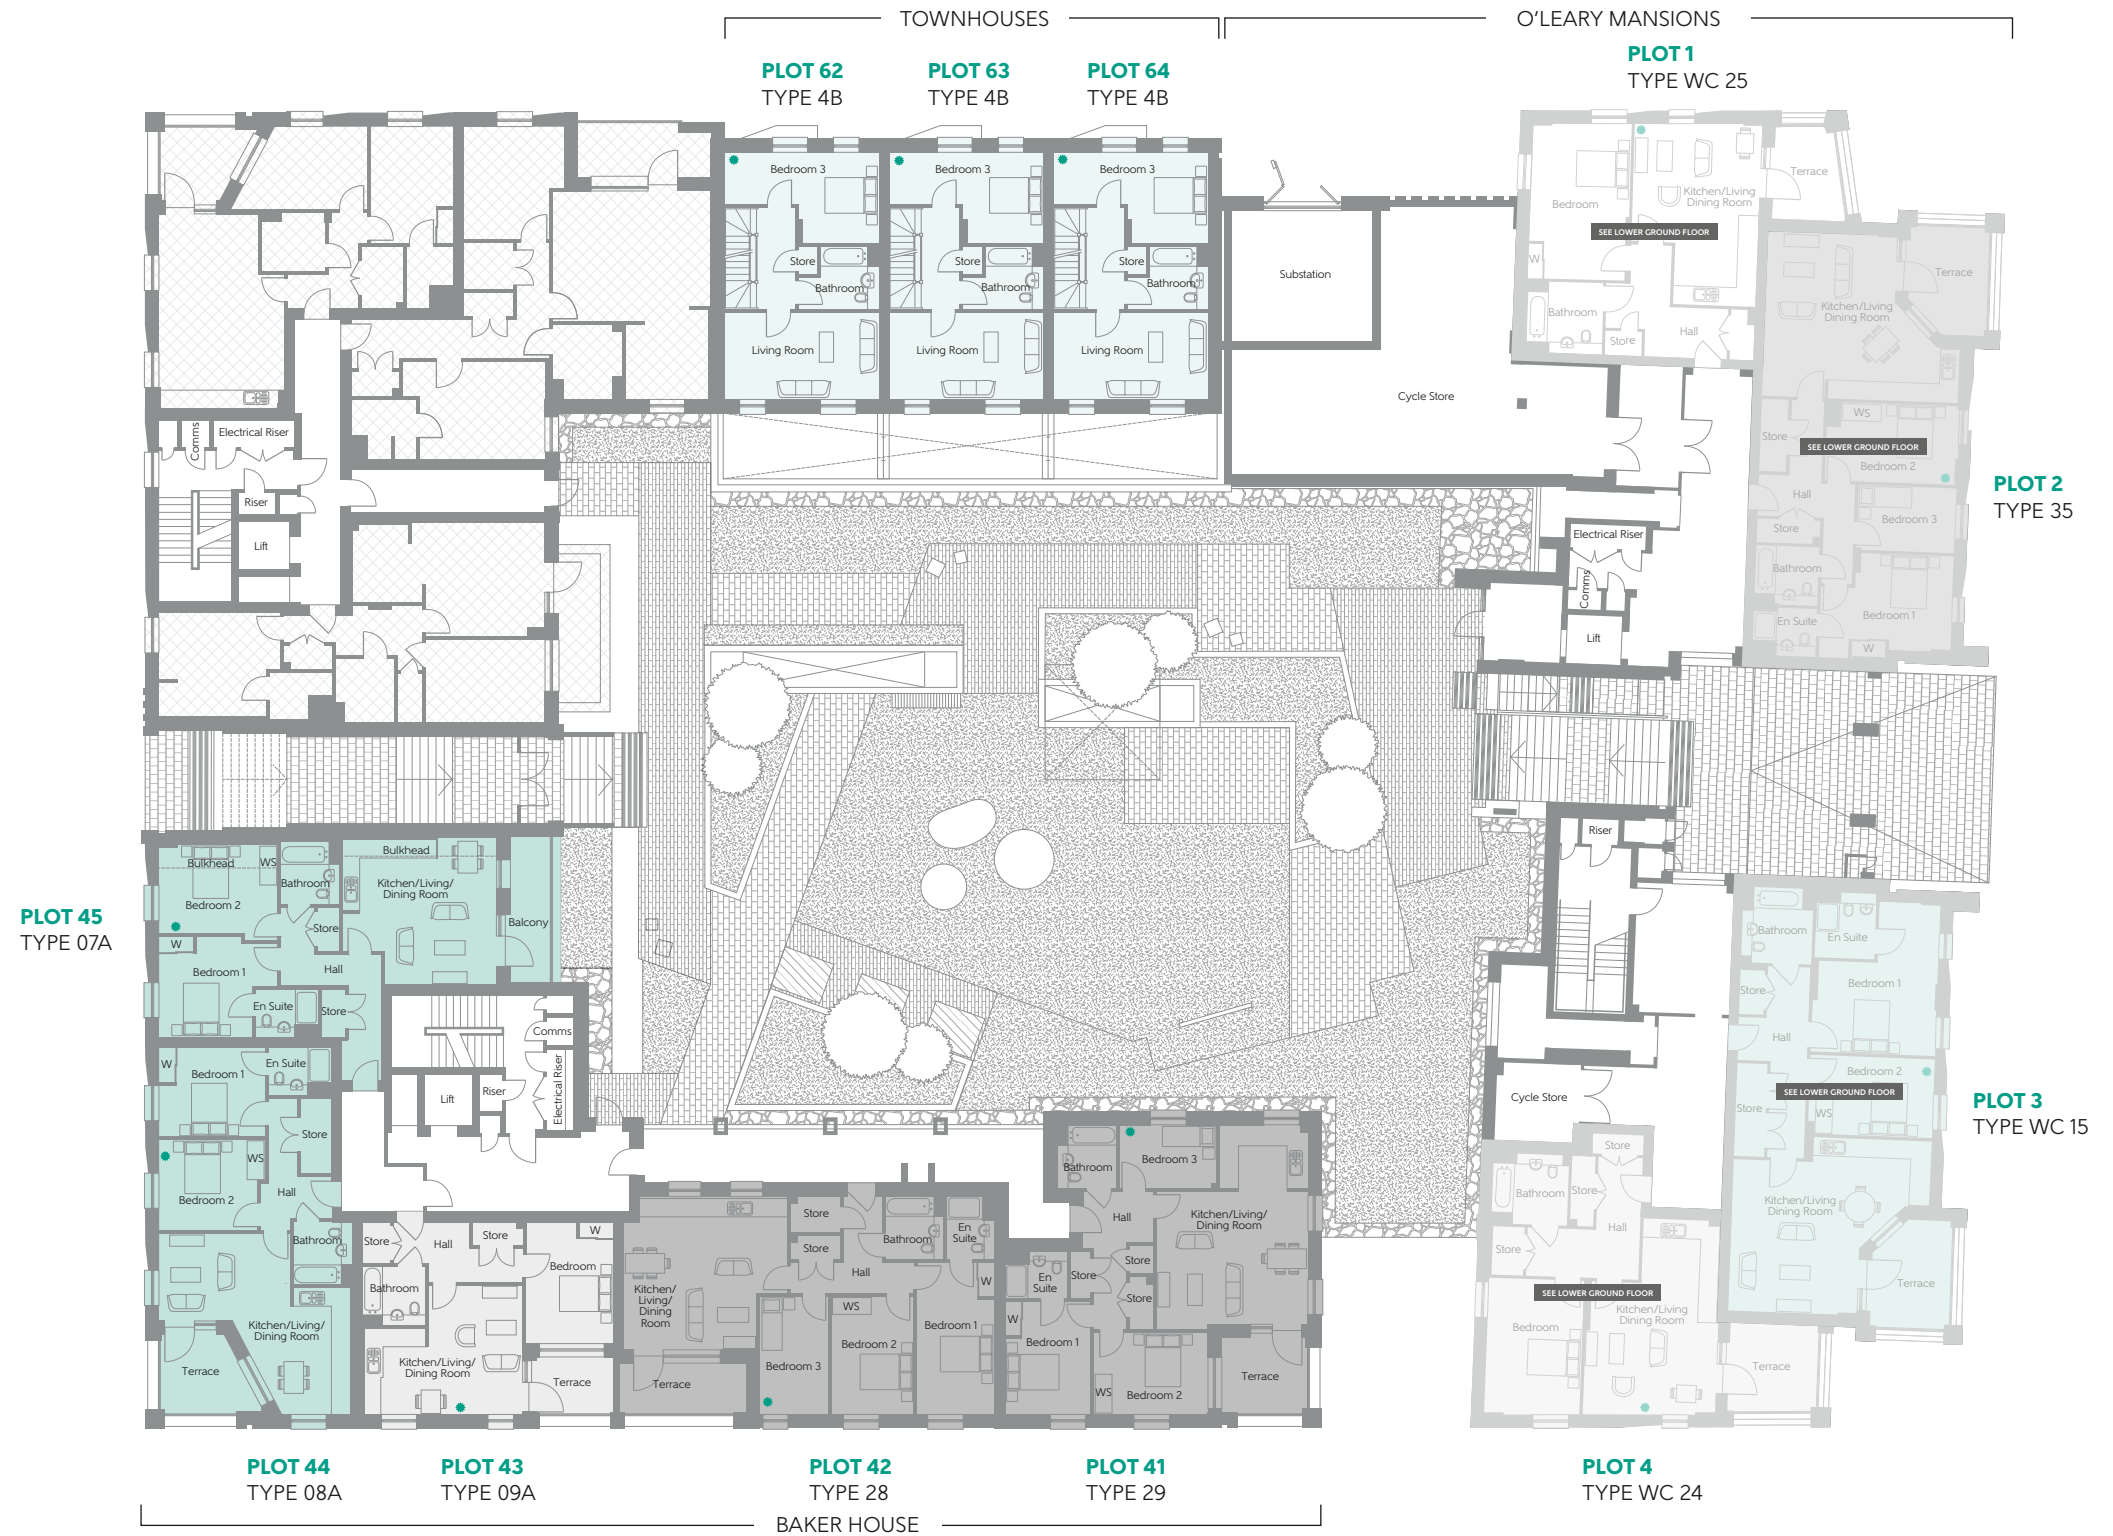 TOWNHOUSES
O'LEARY MANSIONS
PLOT 62
TYPE 4B
PLOT 63
TYPE 4B
PLOT 64
TYPE 4B
PLOT 1
TYPE WC 25
Bedroom 3
Store
Bathroom
Living Room
Bedroom 3
Store
Bathroom
Living Room
Bedroom 3
Store
Bathroom
Living Room
Substation
Cycle Store
Bedroom
Kitchen/Living
Dining Room
Terrace
SEE LOWER GROUND FLOOR
W
Bathroom
Store
Hall
Terrace
Kitchen/Living
Dining Room
WS
Store
SEE LOWER GROUND FLOOR
Bedroom 2
Hall
Bedroom 3
Store
Bathroom
Bedroom 1
En Suite
W
PLOT 2
TYPE 35
Comms
Electrical Riser
Riser
Lift
Electrical Riser
Comms
Lift
Riser
PLOT 45
TYPE 07A
Bulkhead
WS
Bathroom
Bedroom 2
Bulkhead
Kitchen/Living/
Dining Room
Balcony
Store
W
Bedroom 1
Hall
En Suite
Store
W
Bedroom 1
En Suite
Store
WS
Bedroom 2
Hall
Bathroom
Kitchen/Living/
Dining Room
Terrace
Comms
Electrical Riser
Riser
Lift
Store
Hall
Store
W
Bedroom
Bathroom
Kitchen/Living/
Dining Room
Terrace
Kitchen/
Living/
Dining
Room
Terrace
Store
Store
Bathroom
En
Suite
Hall
W
WS
Bedroom 3
Bedroom 2
Bedroom 1
Bathroom
Bedroom 3
Hall
Kitchen/Living/
Dining Room
Store
En
Suite
Store
Store
W
Bedroom 1
WS
Bedroom 2
Terrace
Bathroom
En Suite
Store
Bedroom 1
Hall
Bedroom 2
SEE LOWER GROUND FLOOR
Store
WS
Kitchen/Living
Dining Room
Terrace
PLOT 3
TYPE WC 15
Cycle Store
Store
Bathroom
Store
Hall
Store
SEE LOWER GROUND FLOOR
Bedroom
Kitchen/Living
Dining Room
Terrace
PLOT 44
TYPE 08A
PLOT 43
TYPE 09A
PLOT 42
TYPE 28
PLOT 41
TYPE 29
PLOT 4
TYPE WC 24
BAKER HOUSE